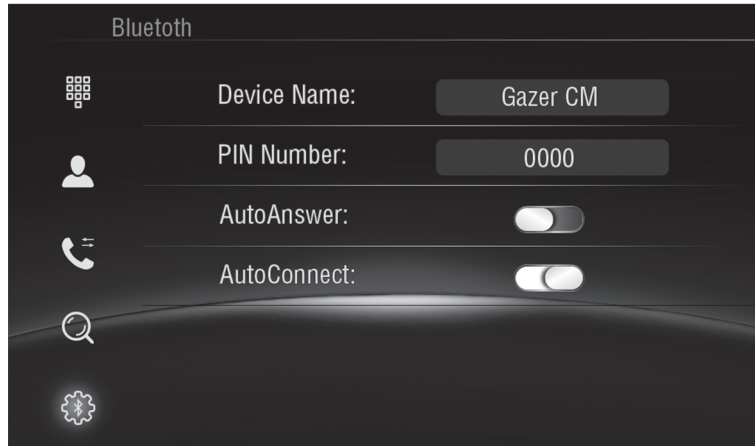 Bluetoth
Device Name: Gazer CM
PIN Number: 0000
AutoAnswer:
AutoConnect: